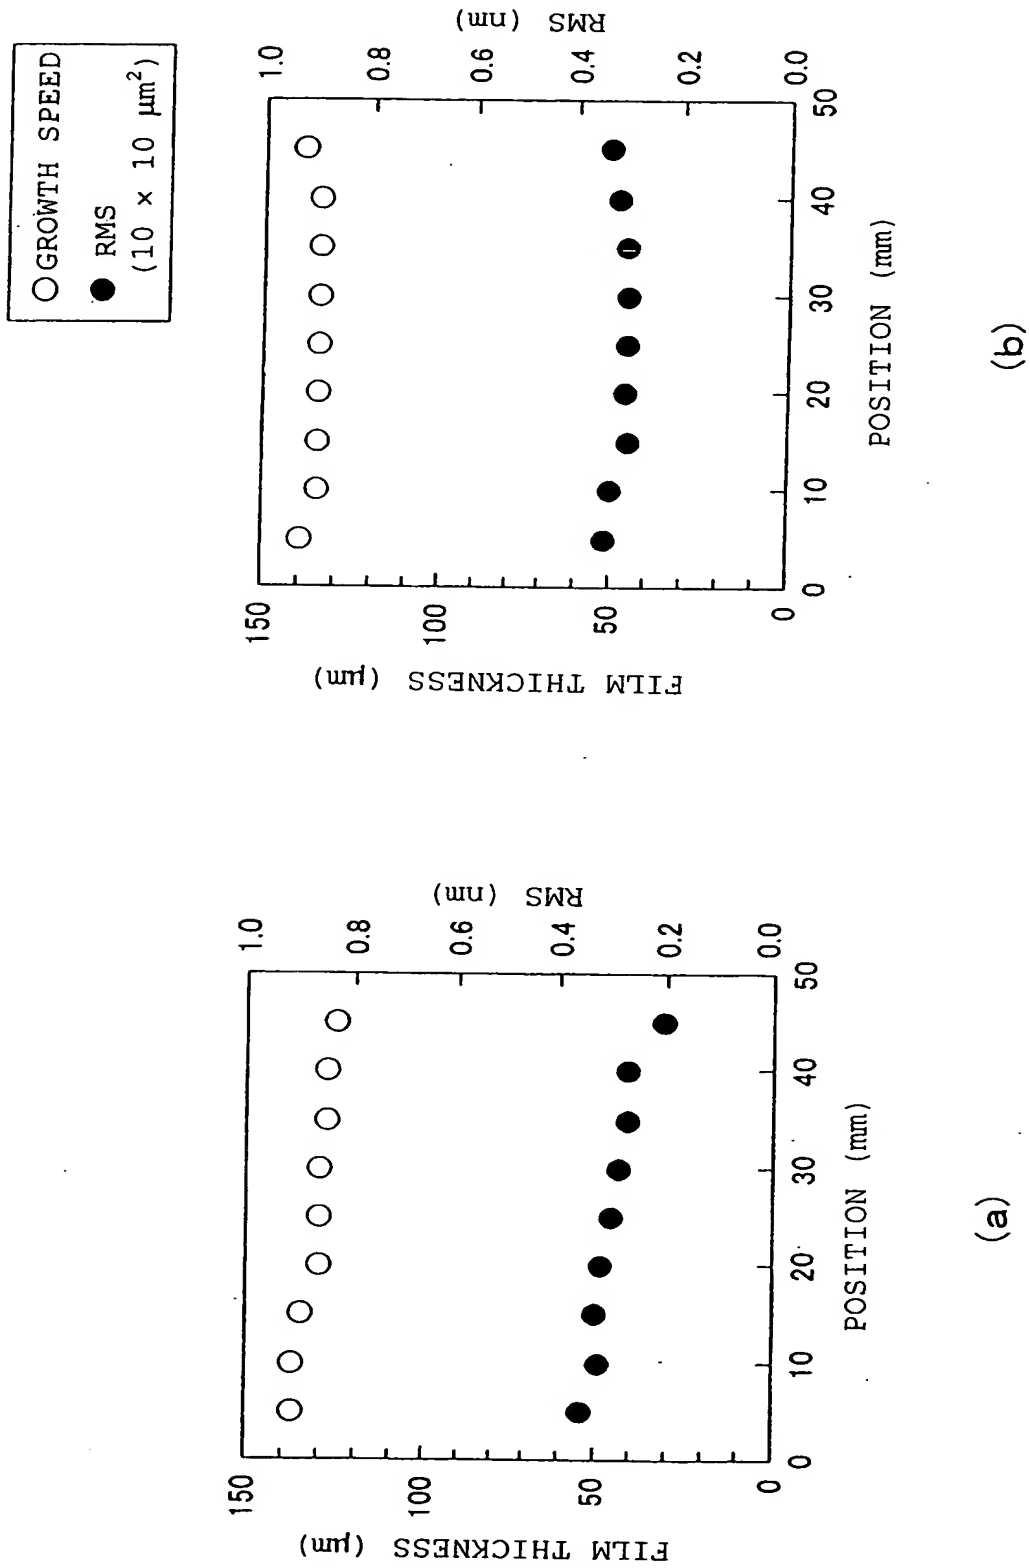 GROWTH SPEED
RMS
(10 × 10 μm²)
FILM THICKNESS (μm)
150
100
50
0
0
10
20
30
40
50
POSITION (mm)
1.0
0.8
0.6
0.4
0.2
0.0
RMS (nm)
(a)
FILM THICKNESS (μm)
150
100
50
0
0
10
20
30
40
50
POSITION (mm)
1.0
0.8
0.6
0.4
0.2
0.0
RMS (nm)
(b)